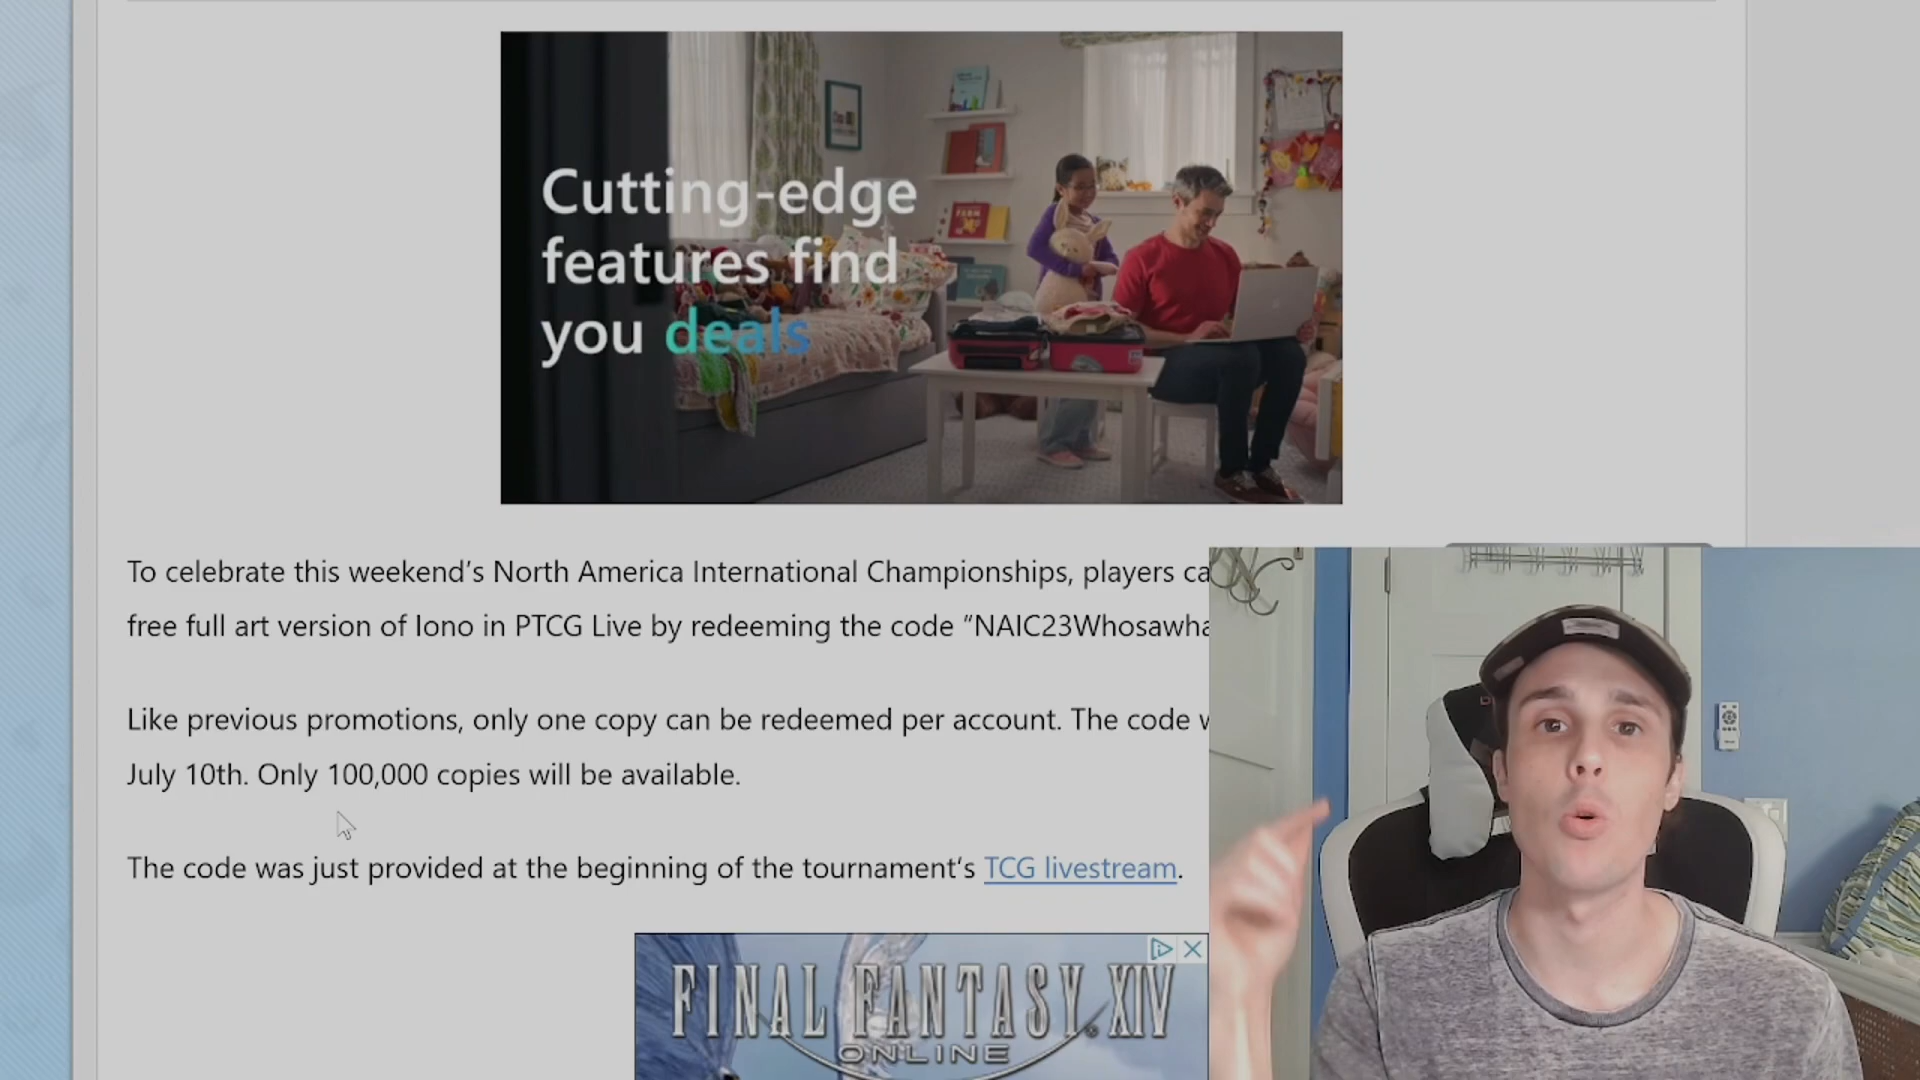 Cutting-edge
features find
you deals
To celebrate this weekend’s North America International Championships, players ca
free full art version of Iono in PTCG Live by redeeming the code “NAIC23Whosawha
Like previous promotions, only one copy can be redeemed per account. The code w
July 10th. Only 100,000 copies will be available.
The code was just provided at the beginning of the tournament’s TCG livestream.
FINAL FANTASY XIV
ONLINE